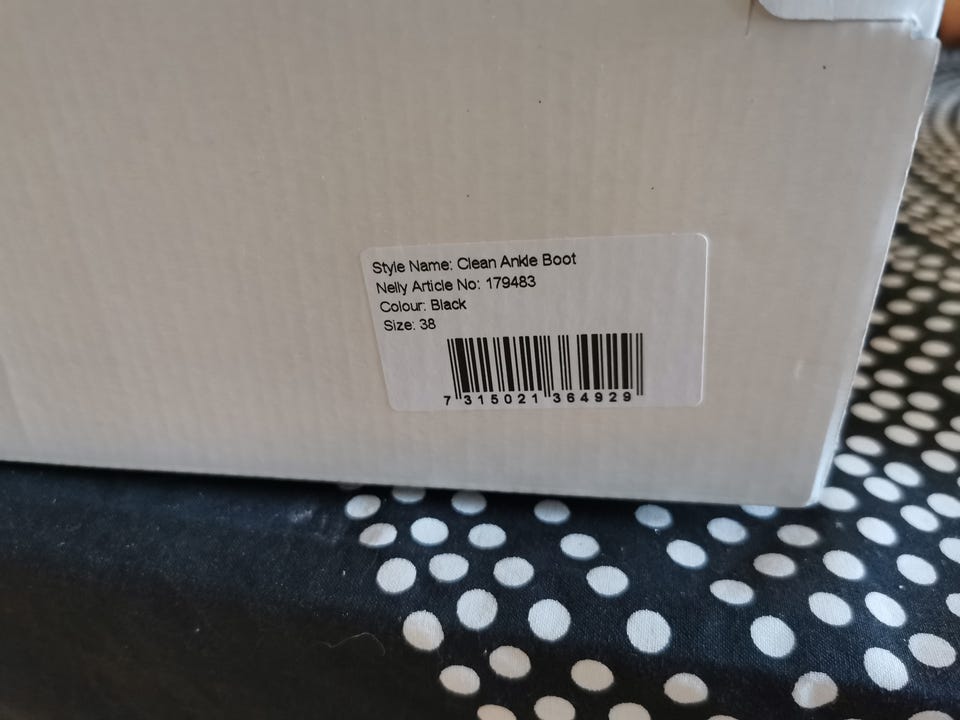 Style Name: Clean Ankle Boot
Nelly Article No: 179483
Colour: Black
Size: 38
7 315021 364929